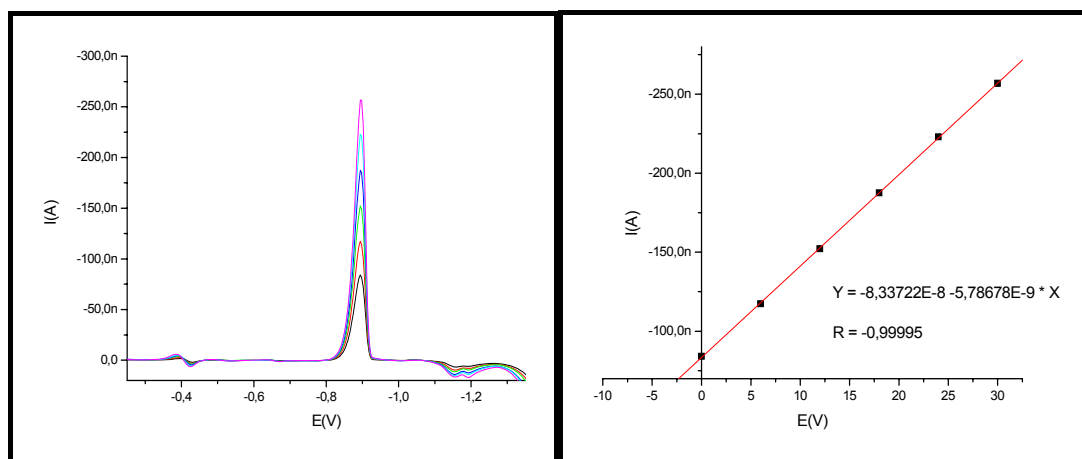 -300,0n
-250,0n
-200,0n
-150,0n
-100,0n
-50,0n
0,0
I(A)
-0,4 -0,6 -0,8 -1,0 -1,2
E(V)
-250,0n
-200,0n
-150,0n
-100,0n
I(A)
Y = -8,33722E-8 -5,78678E-9 * X
R = -0,99995
-10 -5 0 5 10 15 20 25 30
E(V)